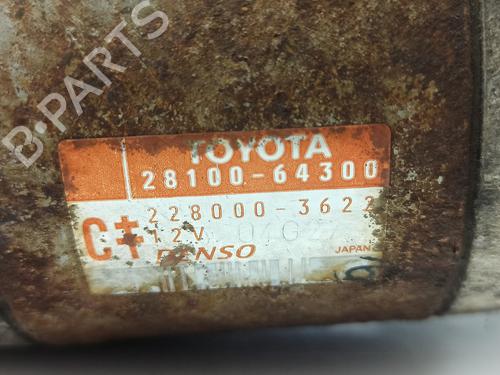 B-PARTS
TOYOTA
28100-64300
228000-3622
C‡
12V
DENSO
JAPAN